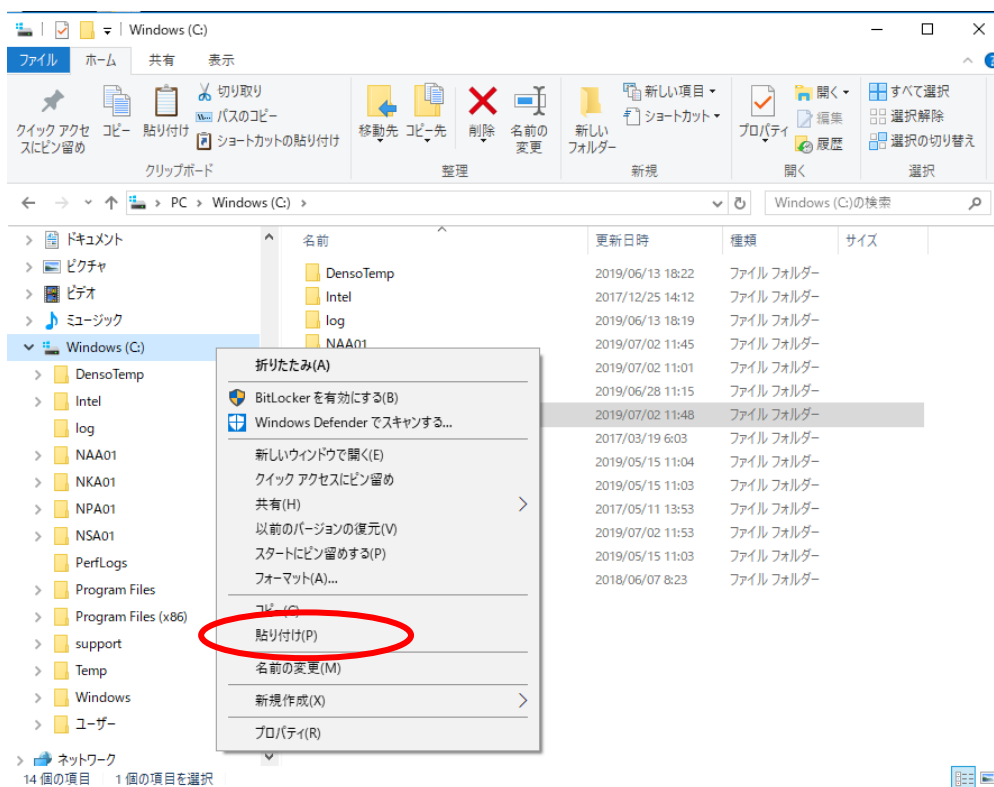 Windows (C:)
ファイル ホーム 共有 表示
クイック アクセスにピン留め
コピー
貼り付け
切り取り
パスのコピー
ショートカットの貼り付け
クリップボード
移動先
コピー先
削除
名前の変更
整理
新しいフォルダー
新しい項目
ショートカット
新規
プロパティ
開く
編集
履歴
開く
すべて選択
選択解除
選択の切り替え
選択
PC > Windows (C:) >
Windows (C:)の検索
ドキュメント
ピクチャ
ビデオ
ミュージック
Windows (C:)
DensoTemp
Intel
log
NAA01
NKA01
NPA01
NSA01
PerfLogs
Program Files
Program Files (x86)
support
Temp
Windows
ユーザー
ネットワーク
名前 更新日時 種類 サイズ
DensoTemp 2019/06/13 18:22 ファイル フォルダー
Intel 2017/12/25 14:12 ファイル フォルダー
log 2019/06/13 18:19 ファイル フォルダー
NAA01 2019/07/02 11:45 ファイル フォルダー
2019/07/02 11:01 ファイル フォルダー
2019/06/28 11:15 ファイル フォルダー
2019/07/02 11:48 ファイル フォルダー
2017/03/19 6:03 ファイル フォルダー
2019/05/15 11:04 ファイル フォルダー
2019/05/15 11:03 ファイル フォルダー
2017/05/11 13:53 ファイル フォルダー
2019/07/02 11:53 ファイル フォルダー
2019/05/15 11:03 ファイル フォルダー
2018/06/07 8:23 ファイル フォルダー
折りたたみ(A)
BitLocker を有効にする(B)
Windows Defender でスキャンする...
新しいウィンドウで開く(E)
クイック アクセスにピン留め
共有(H)
以前のバージョンの復元(V)
スタートにピン留めする(P)
フォーマット(A)...
コピー(C)
貼り付け(P)
名前の変更(M)
新規作成(X)
プロパティ(R)
14 個の項目 1 個の項目を選択